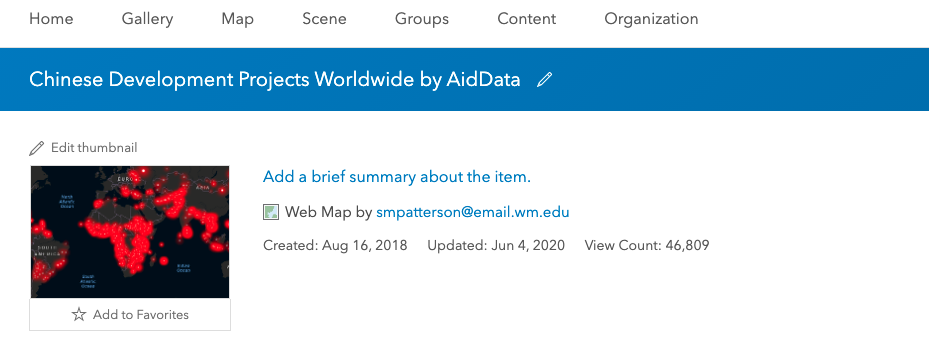 Home Gallery Map Scene Groups Content Organization
Chinese Development Projects Worldwide by AidData
Edit thumbnail
Add a brief summary about the item.
Web Map by smpatterson@email.wm.edu
Created: Aug 16, 2018 Updated: Jun 4, 2020 View Count: 46,809
EUROPE
ASIA
North
Atlantic
Ocean
SOUTH
AMERICA
South
Atlantic
Ocean
Indian
Ocean
Add to Favorites